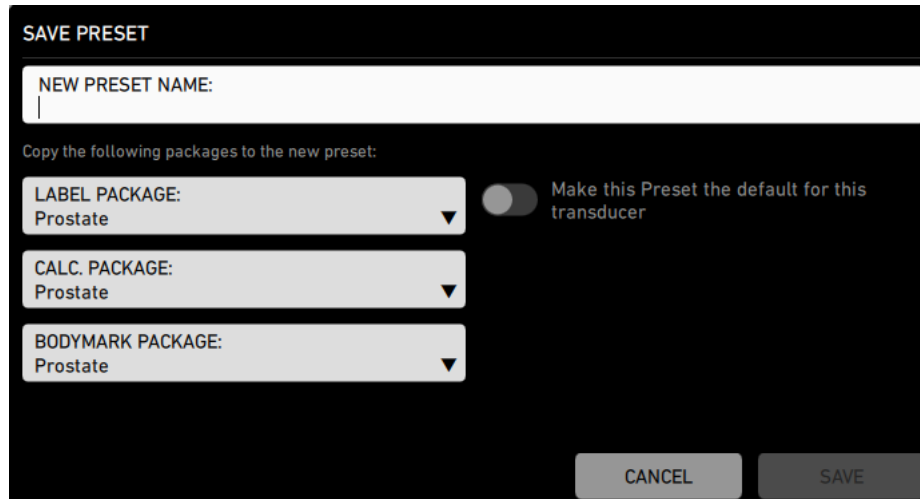 SAVE PRESET
NEW PRESET NAME:
Copy the following packages to the new preset:
LABEL PACKAGE:
Prostate
Make this Preset the default for this
transducer
CALC. PACKAGE:
Prostate
BODYMARK PACKAGE:
Prostate
CANCEL
SAVE